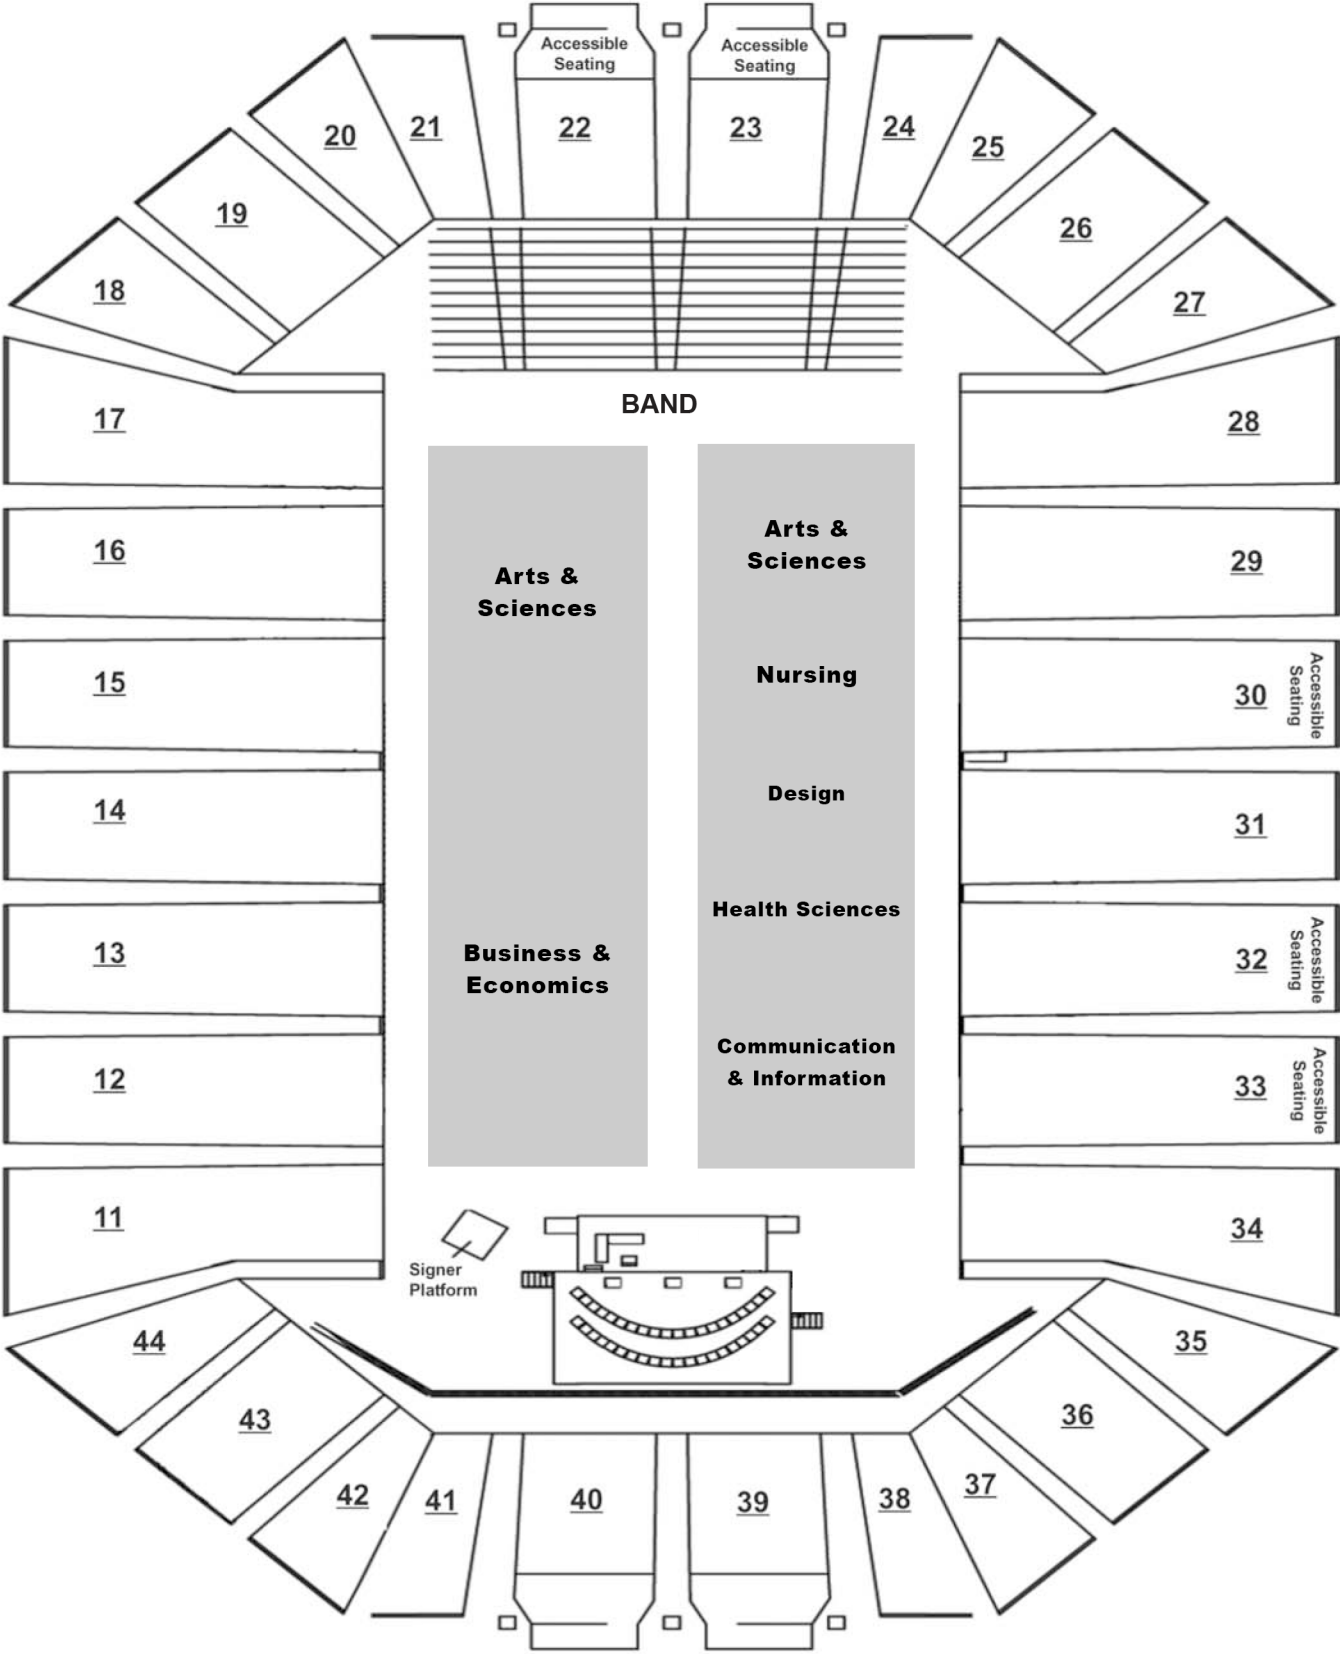 Accessible
Seating
Accessible
Seating
20
21
22
23
24
25
19
26
18
27
17
BAND
28
16
Arts &
Sciences
Arts &
Sciences
29
15
Nursing
30
Accessible
Seating
14
Design
31
13
Business &
Economics
Health Sciences
32
Accessible
Seating
12
Communication
& Information
33
Accessible
Seating
11
Signer
Platform
34
44
35
43
36
42
41
40
39
38
37